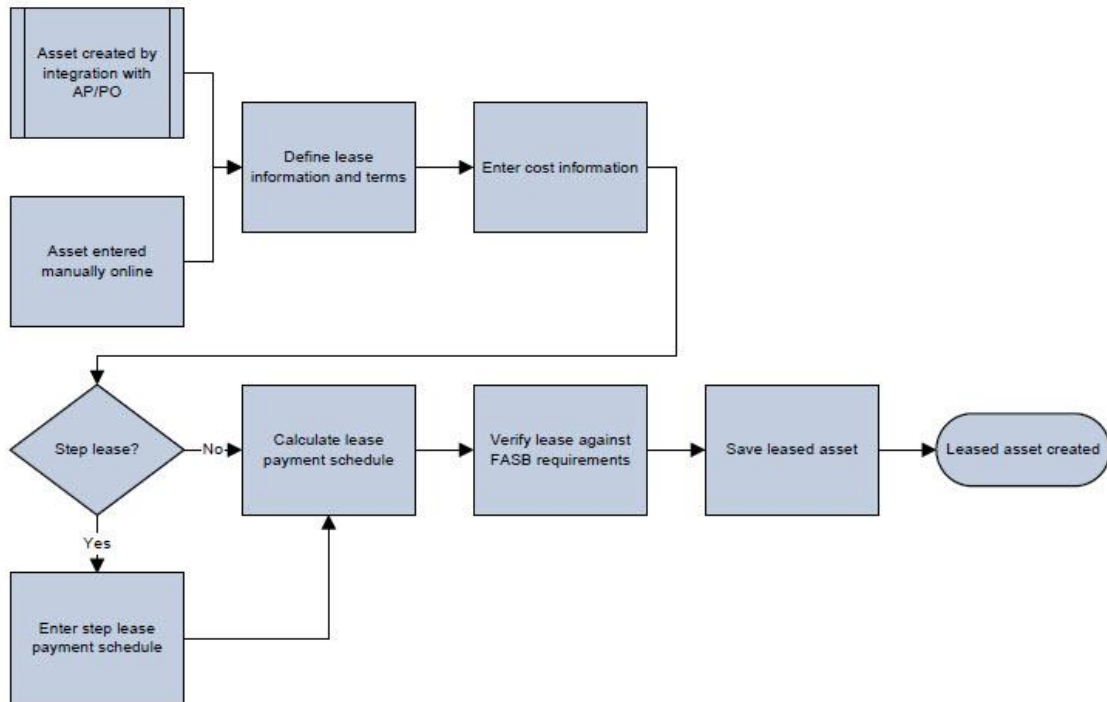 Asset created by
integration with
AP/PO
Define lease
information and terms
Enter cost information
Asset entered
manually online
Step lease?
No
Calculate lease
payment schedule
Verify lease against
FASB requirements
Save leased asset
Leased asset created
Yes
Enter step lease
payment schedule